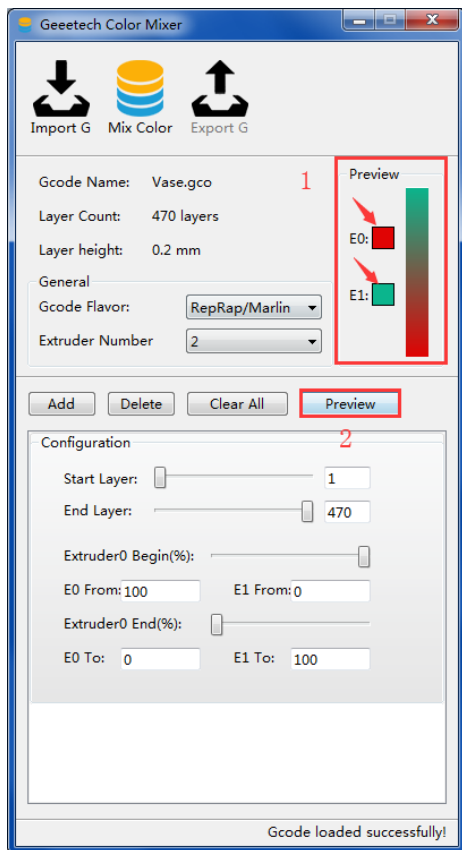 Geeetech Color Mixer
Import G Mix Color Export G
Gcode Name: Vase.gco
Layer Count: 470 layers
Layer height: 0.2 mm
General
Gcode Flavor: RepRap/Marlin
Extruder Number 2
1
Preview
E0:
E1:
Add Delete Clear All Preview
2
Configuration
Start Layer: 1
End Layer: 470
Extruder0 Begin(%):
E0 From: 100 E1 From: 0
Extruder0 End(%):
E0 To: 0 E1 To: 100
Gcode loaded successfully!